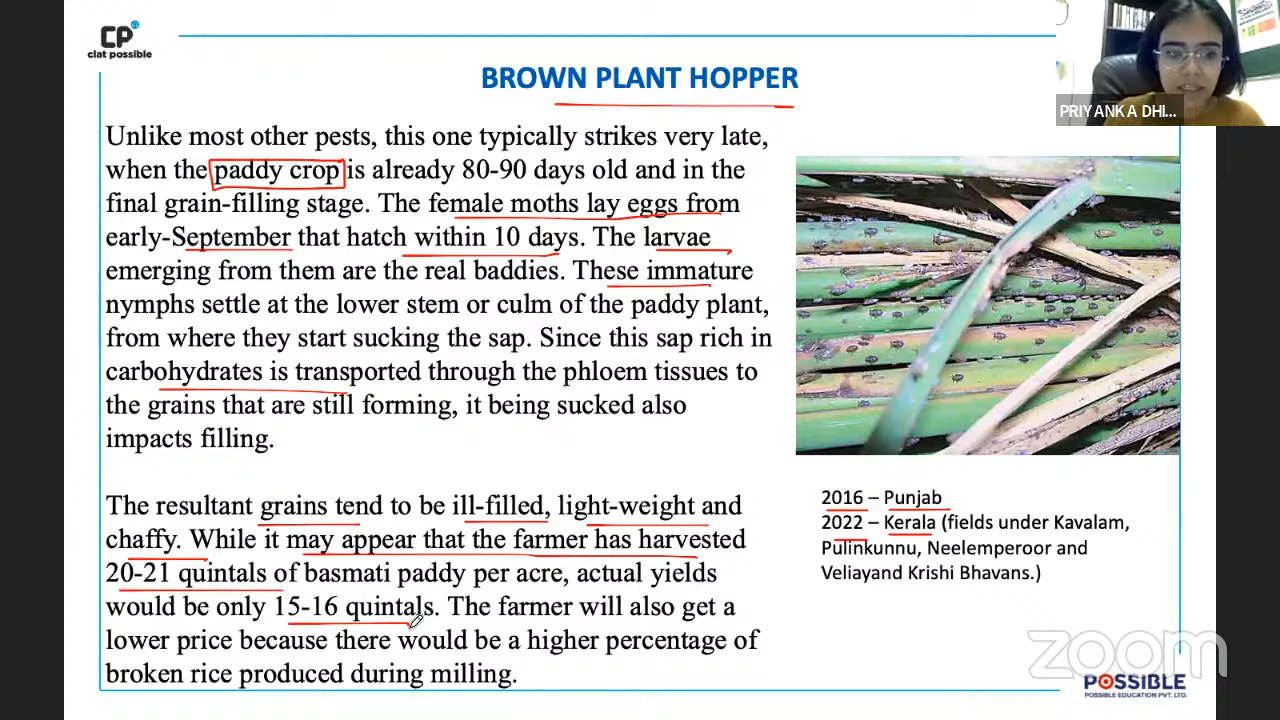 CP
clat possible
BROWN PLANT HOPPER
PRIYANKA DHI...
Unlike most other pests, this one typically strikes very late,
when the paddy crop is already 80-90 days old and in the
final grain-filling stage. The female moths lay eggs from
early-September that hatch within 10 days. The larvae
emerging from them are the real baddies. These immature
nymphs settle at the lower stem or culm of the paddy plant,
from where they start sucking the sap. Since this sap rich in
carbohydrates is transported through the phloem tissues to
the grains that are still forming, it being sucked also
impacts filling.
The resultant grains tend to be ill-filled, light-weight and
chaffy. While it may appear that the farmer has harvested
20-21 quintals of basmati paddy per acre, actual yields
would be only 15-16 quintals. The farmer will also get a
lower price because there would be a higher percentage of
broken rice produced during milling.
2016 – Punjab
2022 – Kerala (fields under Kavalam,
Pulinkunnu, Neelemperoor and
Veliayand Krishi Bhavans.)
zoom
POSSIBLE
POSSIBLE EDUCATION PVT. LTD.